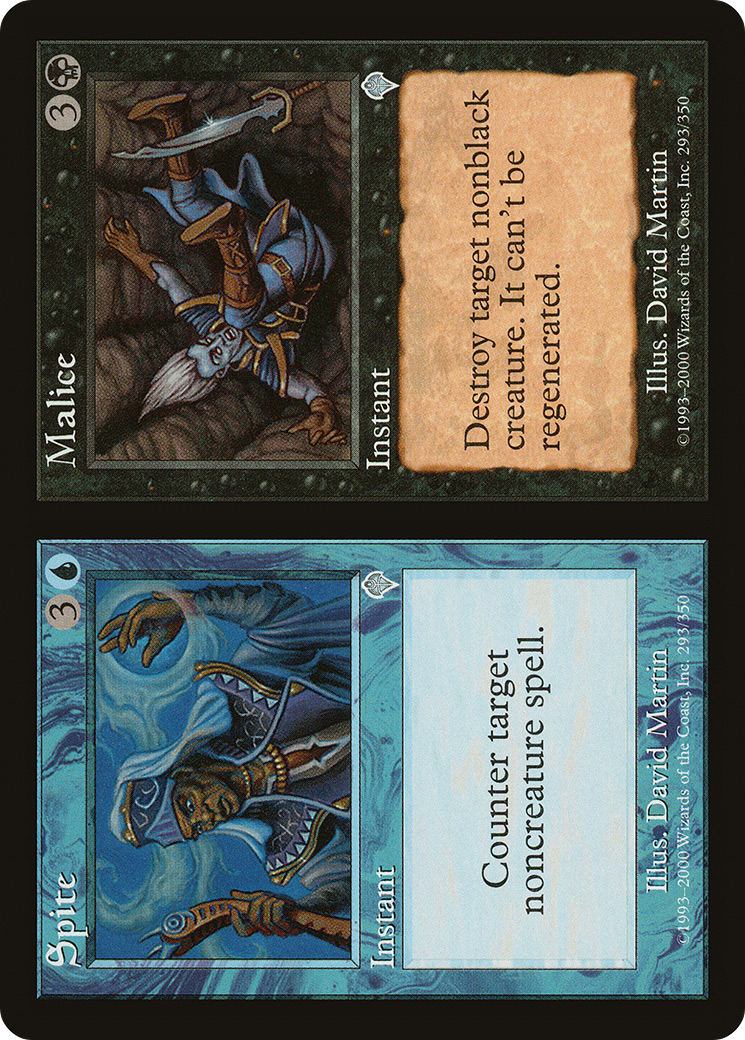 Spite
3
Instant
Counter target
noncreature spell.
Illus. David Martin
©1993–2000 Wizards of the Coast, Inc. 293/350
Malice
3
Instant
Destroy target nonblack
creature. It can't be
regenerated.
Illus. David Martin
©1993–2000 Wizards of the Coast, Inc. 293/350